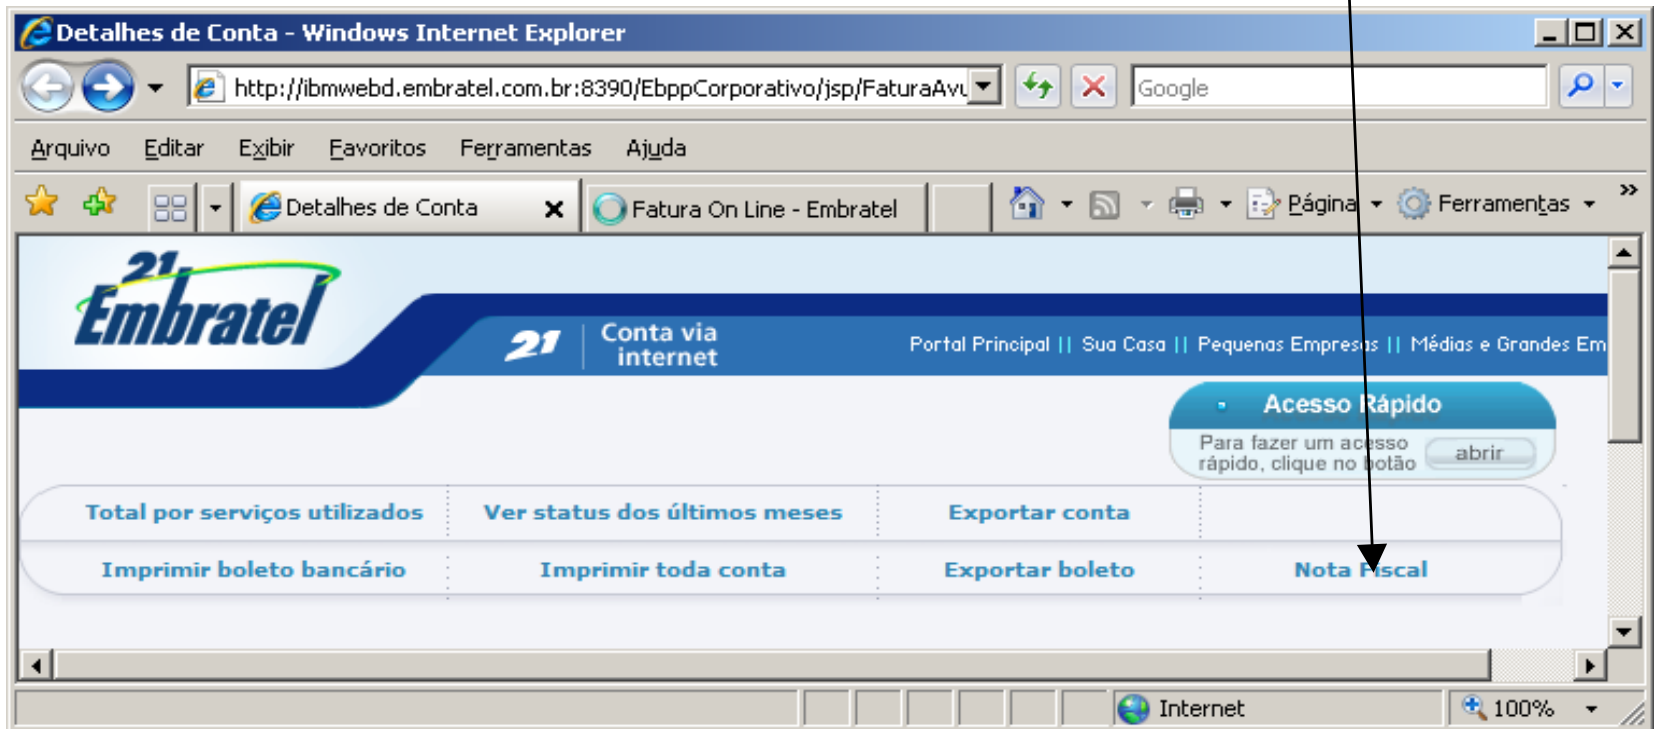 Detalhes de Conta - Windows Internet Explorer
http://ibmwebd.embratel.com.br:8390/EbppCorporativo/jsp/FaturaAvu
Google
Arquivo Editar Exibir Favoritos Ferramentas Ajuda
Detalhes de Conta
Fatura On Line - Embratel
Página
Ferramentas
21
Embratel
21
Conta via
internet
Portal Principal || Sua Casa || Pequenas Empresas || Médias e Grandes Em
Acesso Rápido
Para fazer um acesso
rápido, clique no botão
abrir
Total por serviços utilizados Ver status dos últimos meses Exportar conta
Imprimir boleto bancário Imprimir toda conta Exportar boleto Nota Fiscal
Internet
100%